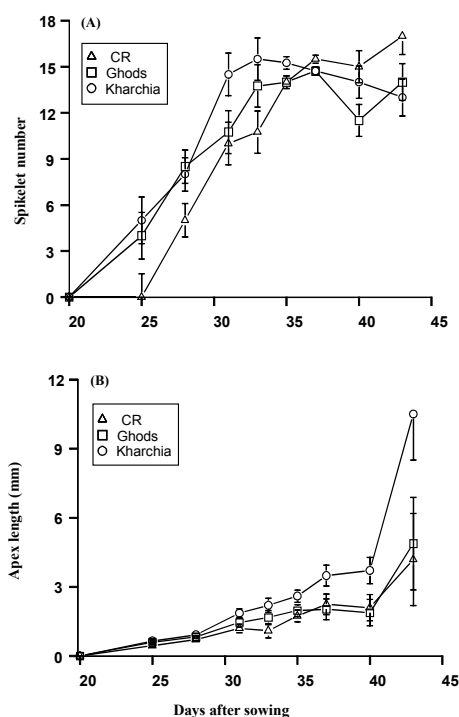 (A)
18
15
12
9
6
3
0
Spikelet number
CR
Ghods
Kharchia
20 25 30 35 40 45
(B)
12
9
6
3
0
Apex length (mm)
CR
Ghods
Kharchia
20 25 30 35 40 45
Days after sowing